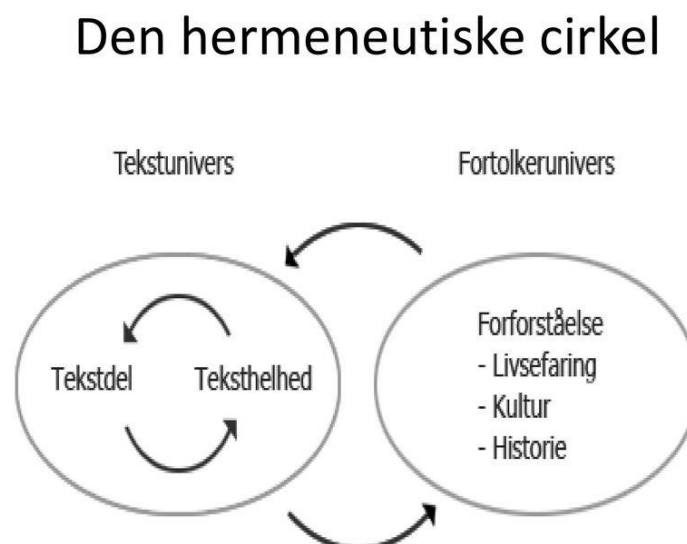 Den hermeneutiske cirkel
Tekstunivers
Fortolkerunivers
Tekstdel
Teksthelhed
Forforståelse
- Livsefaring
- Kultur
- Historie